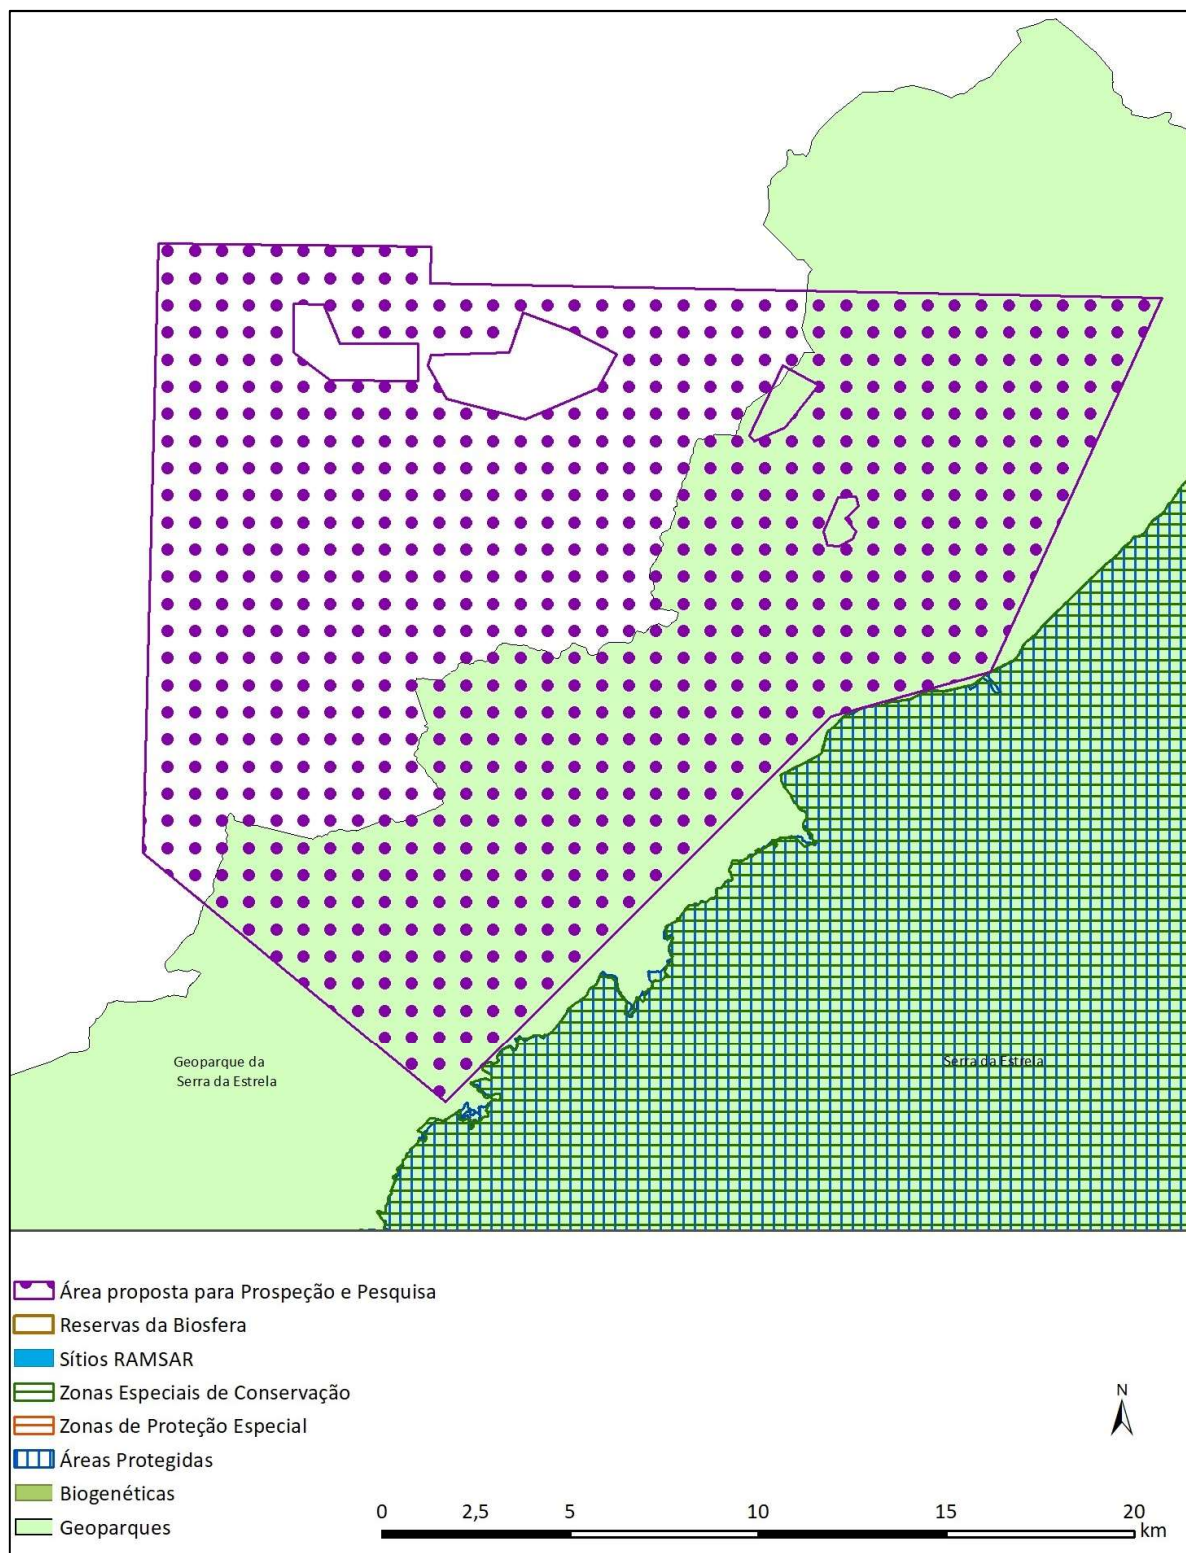 Geoparque da
Serra da Estrela
Serra da Estrela
Área proposta para Prospeção e Pesquisa
Reservas da Biosfera
Sítios RAMSAR
Zonas Especiais de Conservação
Zonas de Proteção Especial
Áreas Protegidas
Biogenéticas
Geoparques
N
0 2,5 5 10 15 20
km